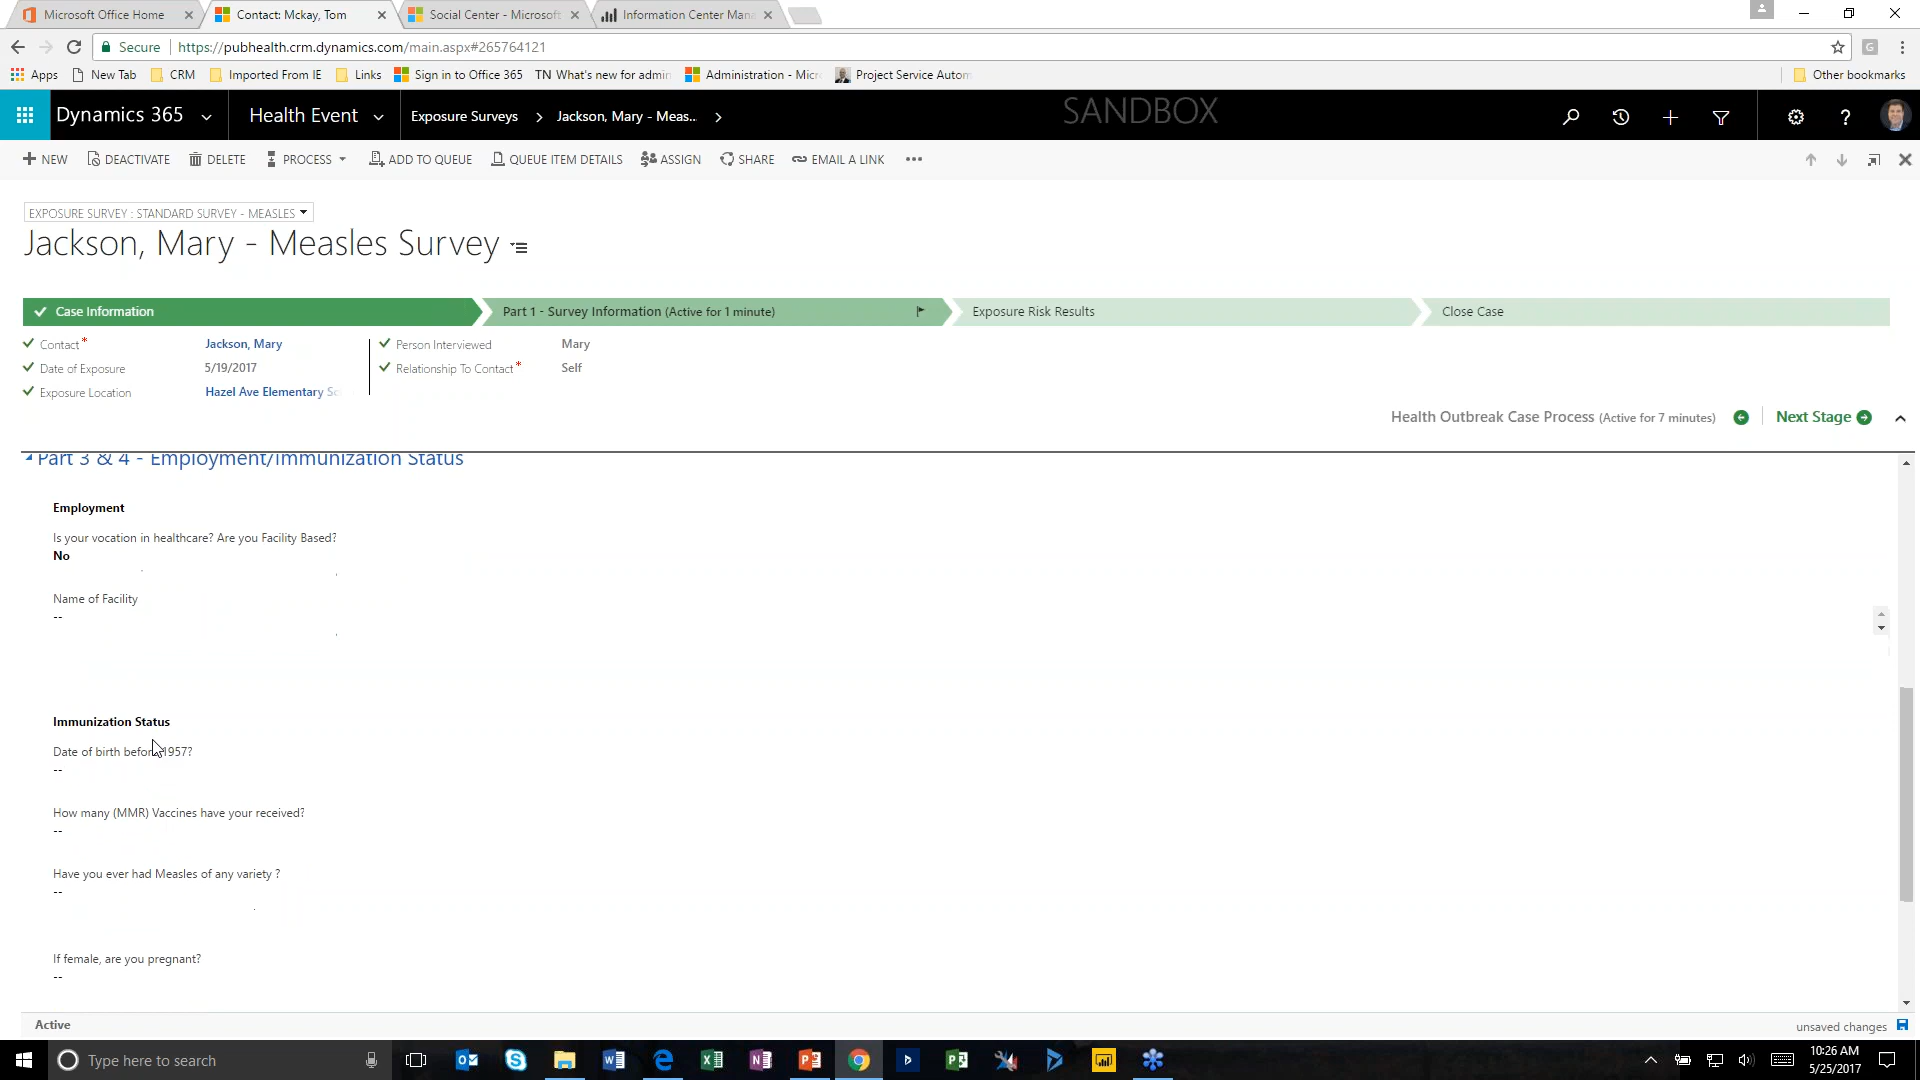 Microsoft Office Home
Contact: Mckay, Tom
Social Center - Microsoft
Information Center Man
Secure
https://pubhealth.crm.dynamics.com/main.aspx#265764121
G
Apps
New Tab
CRM
Imported From IE
Links
Sign in to Office 365
TN What's new for admin
Administration - Micr
Project Service Autom
Other bookmarks
Dynamics 365
Health Event
Exposure Surveys
Jackson, Mary - Meas...
SANDBOX
?
NEW
DEACTIVATE
DELETE
PROCESS
ADD TO QUEUE
QUEUE ITEM DETAILS
ASSIGN
SHARE
EMAIL A LINK
EXPOSURE SURVEY : STANDARD SURVEY - MEASLES
Jackson, Mary - Measles Survey
Case Information
Part 1 - Survey Information (Active for 1 minute)
Exposure Risk Results
Close Case
Contact*
Jackson, Mary
Person Interviewed
Mary
Date of Exposure
5/19/2017
Relationship To Contact*
Self
Exposure Location
Hazel Ave Elementary Sc
Health Outbreak Case Process (Active for 7 minutes)
Next Stage
Part 3 & 4 - Employment/Immunization Status
Employment
Is your vocation in healthcare? Are you Facility Based?
No
Name of Facility
--
Immunization Status
Date of birth before 1957?
--
How many (MMR) Vaccines have your received?
--
Have you ever had Measles of any variety ?
--
If female, are you pregnant?
--
Active
unsaved changes
Type here to search
10:26 AM
5/25/2017